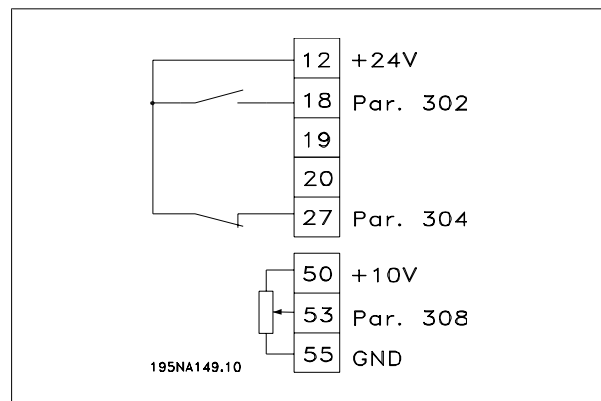 12 +24V
18 Par. 302
19
20
27 Par. 304
50 +10V
53 Par. 308
55 GND
195NA149.10